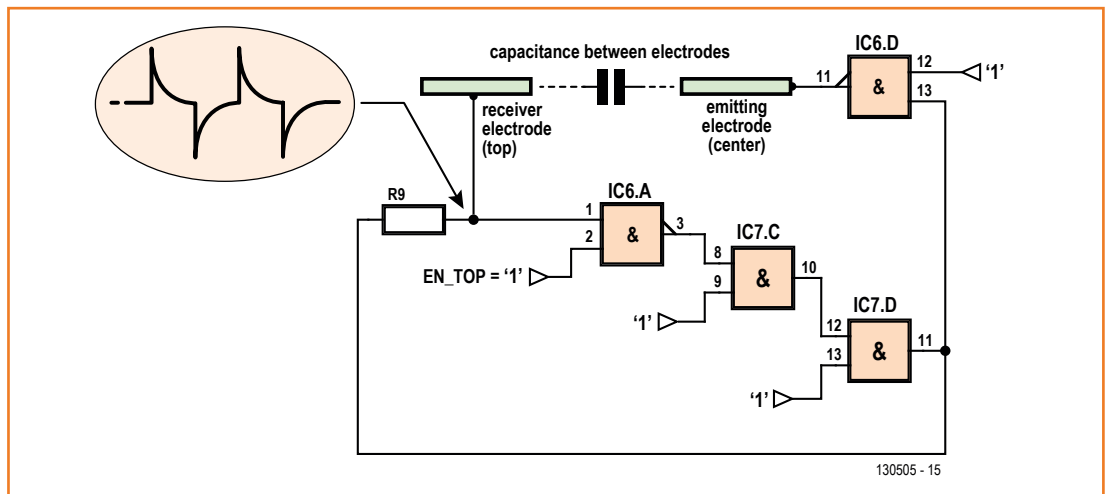 capacitance between electrodes
IC6.D
11
12
‘1’
13
&
receiver
electrode
(top)
emitting
electrode
(center)
R9
IC6.A
1
2
3
&
EN_TOP = ‘1’
IC7.C
8
9
10
&
‘1’
IC7.D
12
13
11
&
‘1’
130505 - 15